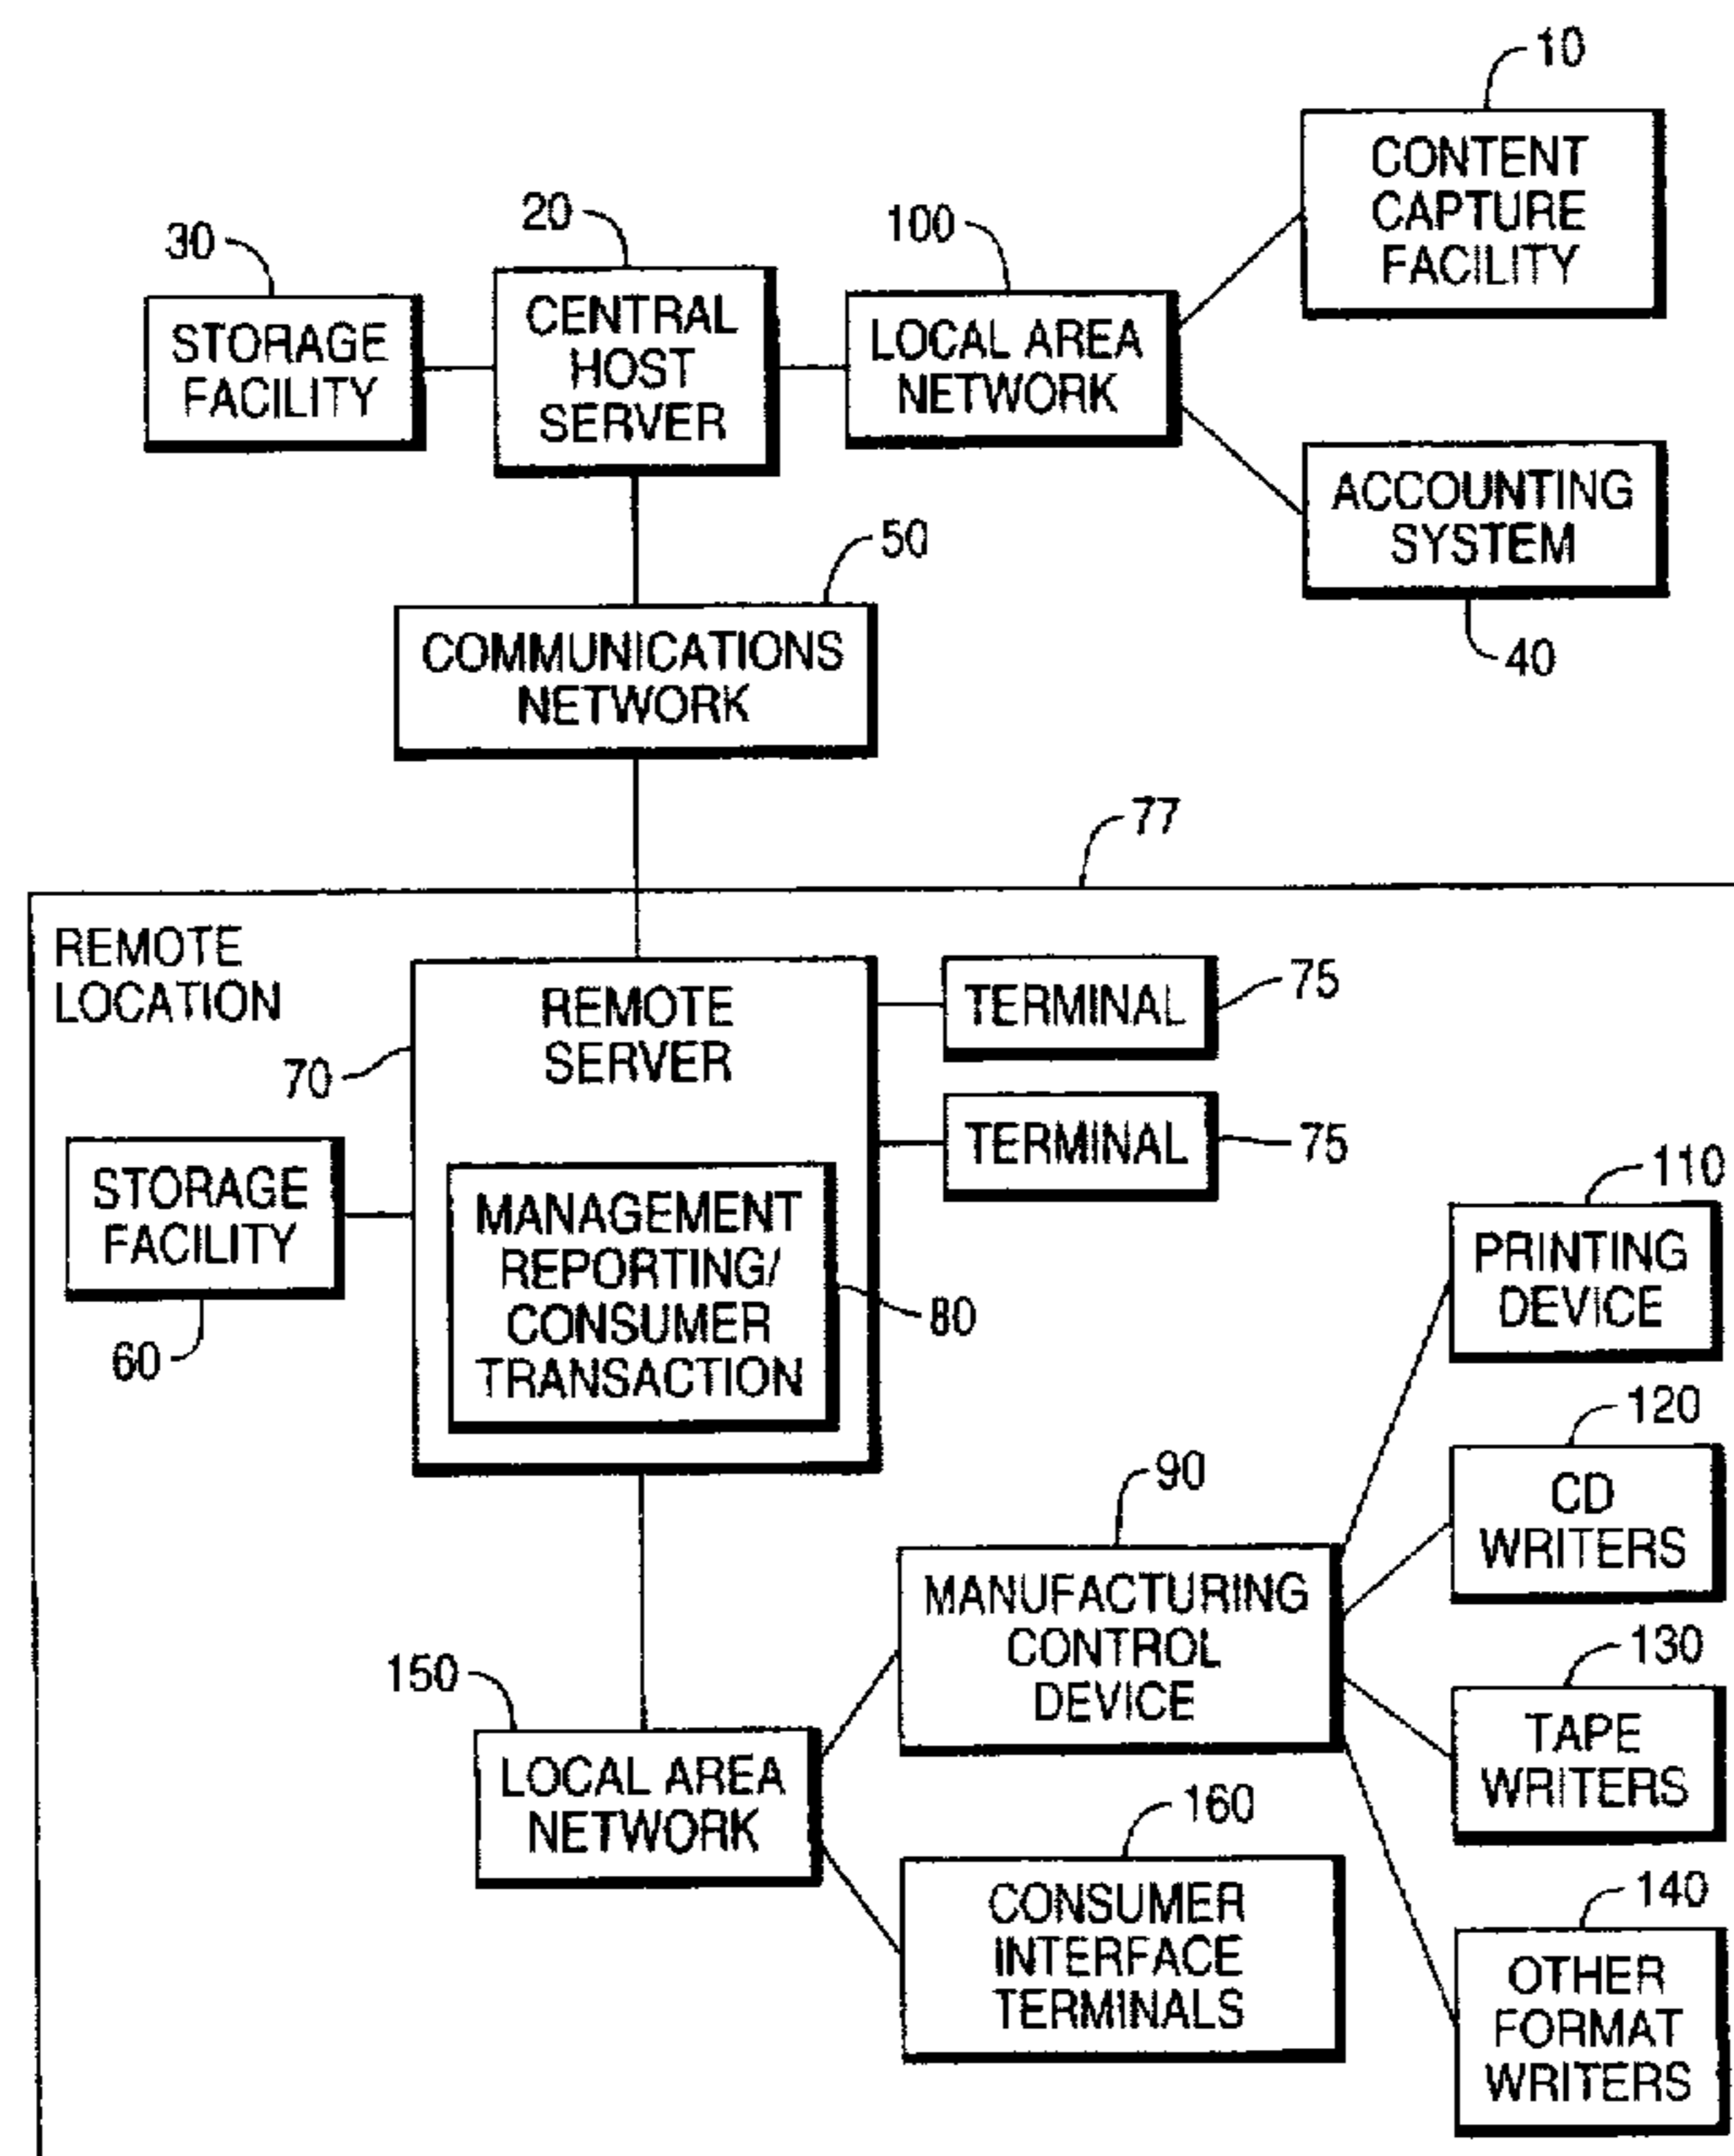 10
CONTENT
CAPTURE
FACILITY
20
100
30
CENTRAL
HOST
SERVER
STORAGE
FACILITY
LOCAL AREA
NETWORK
ACCOUNTING
SYSTEM
40
50
COMMUNICATIONS
NETWORK
77
REMOTE
LOCATION
REMOTE
SERVER
70
TERMINAL
75
TERMINAL
75
STORAGE
FACILITY
60
MANAGEMENT
REPORTING/
CONSUMER
TRANSACTION
80
110
PRINTING
DEVICE
120
CD
WRITERS
90
MANUFACTURING
CONTROL
DEVICE
130
TAPE
WRITERS
150
LOCAL AREA
NETWORK
160
CONSUMER
INTERFACE
TERMINALS
140
OTHER
FORMAT
WRITERS